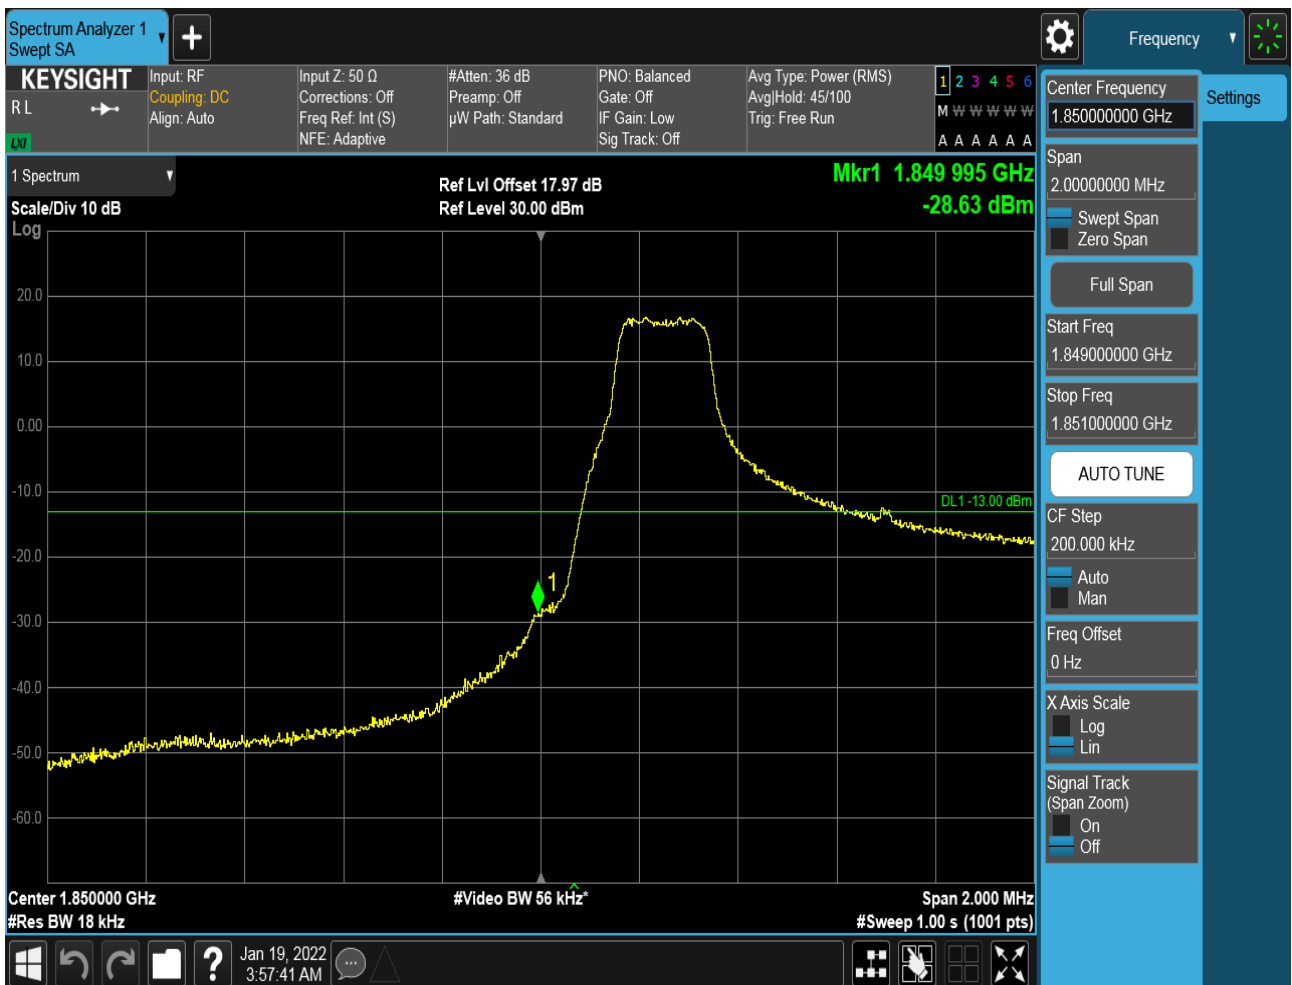 Spectrum Analyzer 1
Swept SA
+
Frequency
KEYSIGHT
R L
LXI
Input: RF
Coupling: DC
Align: Auto
Input Z: 50 Ω
Corrections: Off
Freq Ref: Int (S)
NFE: Adaptive
#Atten: 36 dB
Preamp: Off
µW Path: Standard
PNO: Balanced
Gate: Off
IF Gain: Low
Sig Track: Off
Avg Type: Power (RMS)
Avg|Hold: 45/100
Trig: Free Run
1 2 3 4 5 6
M W W W W W
A A A A A A
1 Spectrum
Scale/Div 10 dB
Log
Ref Lvl Offset 17.97 dB
Ref Level 30.00 dBm
Mkr1 1.849 995 GHz
-28.63 dBm
20.0
10.0
0.00
-10.0
-20.0
-30.0
-40.0
-50.0
-60.0
DL1 -13.00 dBm
1
Center 1.850000 GHz
#Res BW 18 kHz
#Video BW 56 kHz*
Span 2.000 MHz
#Sweep 1.00 s (1001 pts)
Center Frequency
1.850000000 GHz
Settings
Span
2.00000000 MHz
Swept Span
Zero Span
Full Span
Start Freq
1.849000000 GHz
Stop Freq
1.851000000 GHz
AUTO TUNE
CF Step
200.000 kHz
Auto
Man
Freq Offset
0 Hz
X Axis Scale
Log
Lin
Signal Track
(Span Zoom)
On
Off
?
Jan 19, 2022
3:57:41 AM